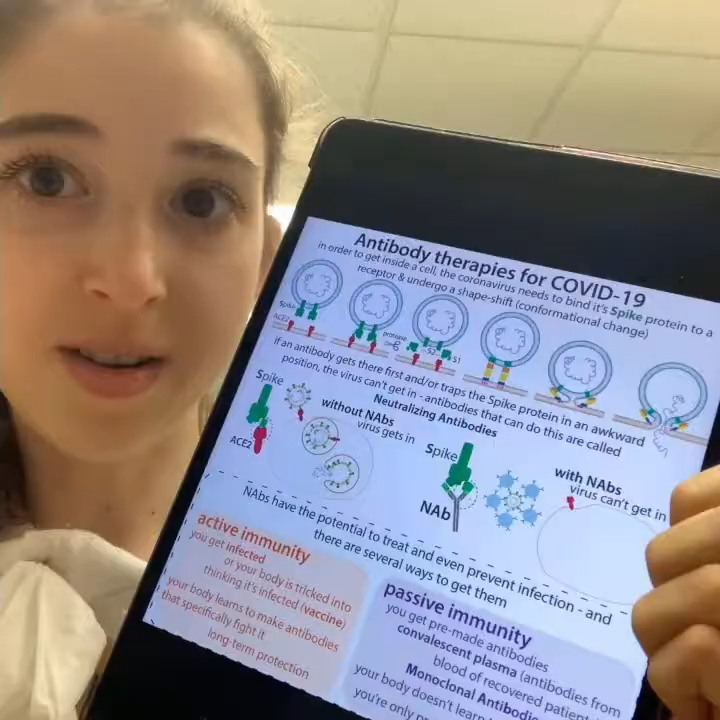 Antibody therapies for COVID-19
in order to get inside a cell, the coronavirus needs to bind it's Spike protein to a
receptor & undergo a shape-shift (conformational change)
Spike
ACE2
protease
S2
S1
if an antibody gets there first and/or traps the Spike protein in an awkward
position, the virus can't get in - antibodies that can do this are called
Neutralizing Antibodies
Spike
ACE2
without NAbs
virus gets in
Spike
NAb
with NAbs
virus can't get in
NAbs have the potential to treat and even prevent infection - and
there are several ways to get them
active immunity
you get infected
or your body is tricked into
thinking it's infected (vaccine)
your body learns to make antibodies
that specifically fight it
long-term protection
passive immunity
you get pre-made antibodies
convalescent plasma (antibodies from
blood of recovered
Monoclonal
your body doesn't learn
you're only